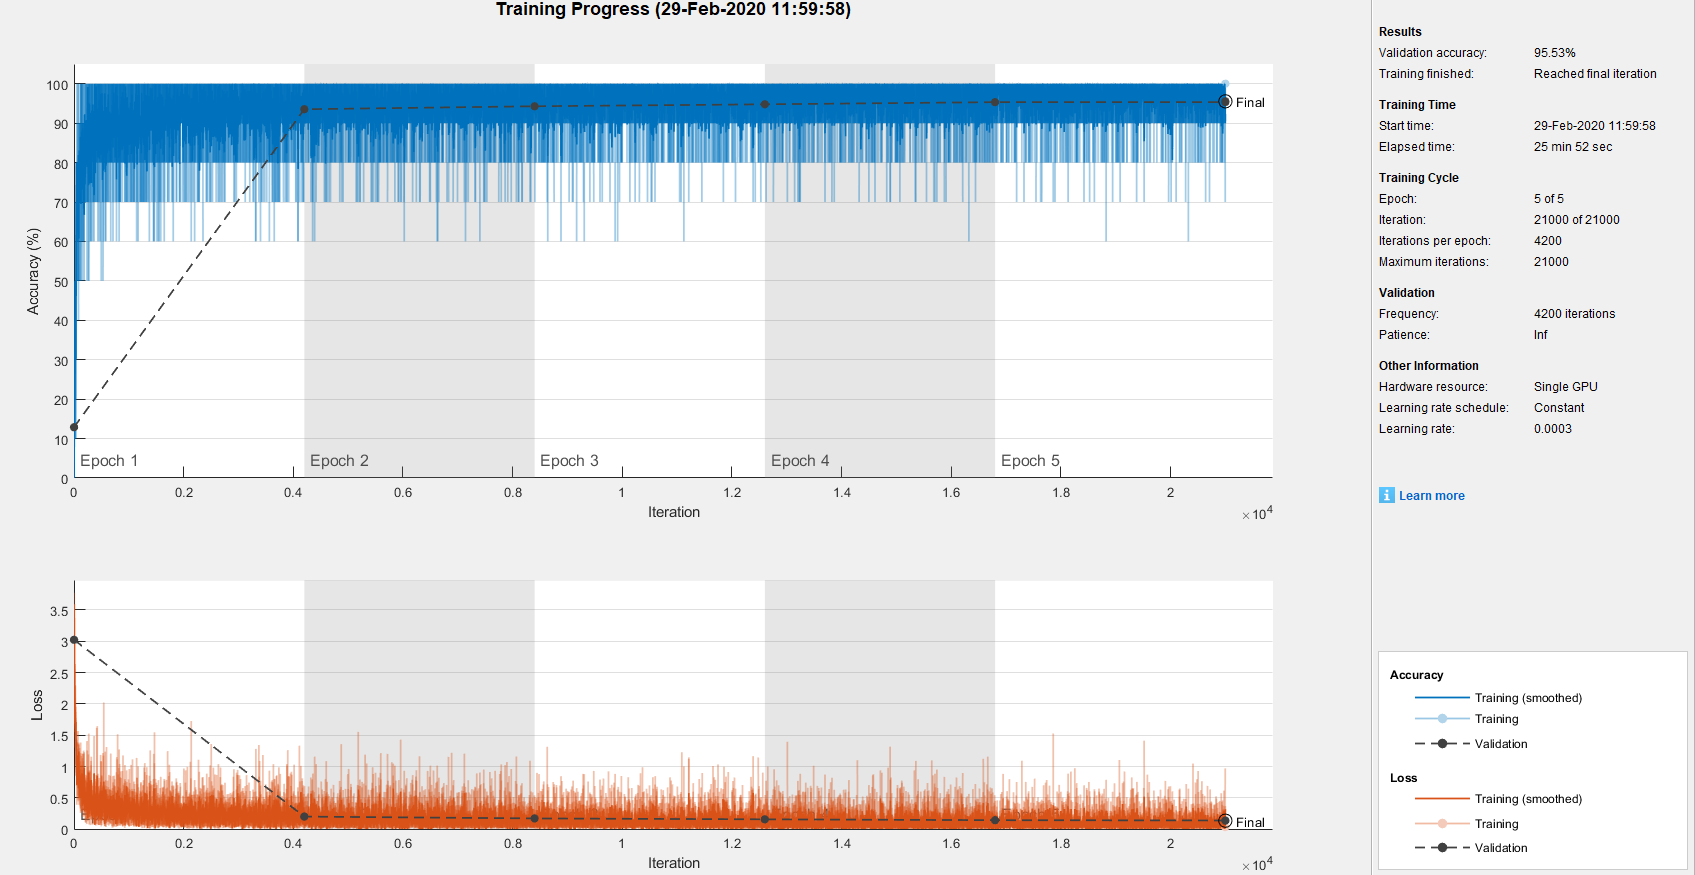 Training Progress (29-Feb-2020 11:59:58)
100
90
80
70
60
50
40
30
20
10
0
Accuracy (%)
Epoch 1
Epoch 2
Epoch 3
Epoch 4
Epoch 5
Final
0
0.2
0.4
0.6
0.8
1
1.2
1.4
1.6
1.8
2
Iteration
×10^4
3.5
3
2.5
2
1.5
1
0.5
0
Loss
Final
0
0.2
0.4
0.6
0.8
1
1.2
1.4
1.6
1.8
2
Iteration
×10^4
Results
Validation accuracy: 95.53%
Training finished: Reached final iteration
Training Time
Start time: 29-Feb-2020 11:59:58
Elapsed time: 25 min 52 sec
Training Cycle
Epoch: 5 of 5
Iteration: 21000 of 21000
Iterations per epoch: 4200
Maximum iterations: 21000
Validation
Frequency: 4200 iterations
Patience: Inf
Other Information
Hardware resource: Single GPU
Learning rate schedule: Constant
Learning rate: 0.0003
i Learn more
Accuracy
Training (smoothed)
Training
Validation
Loss
Training (smoothed)
Training
Validation